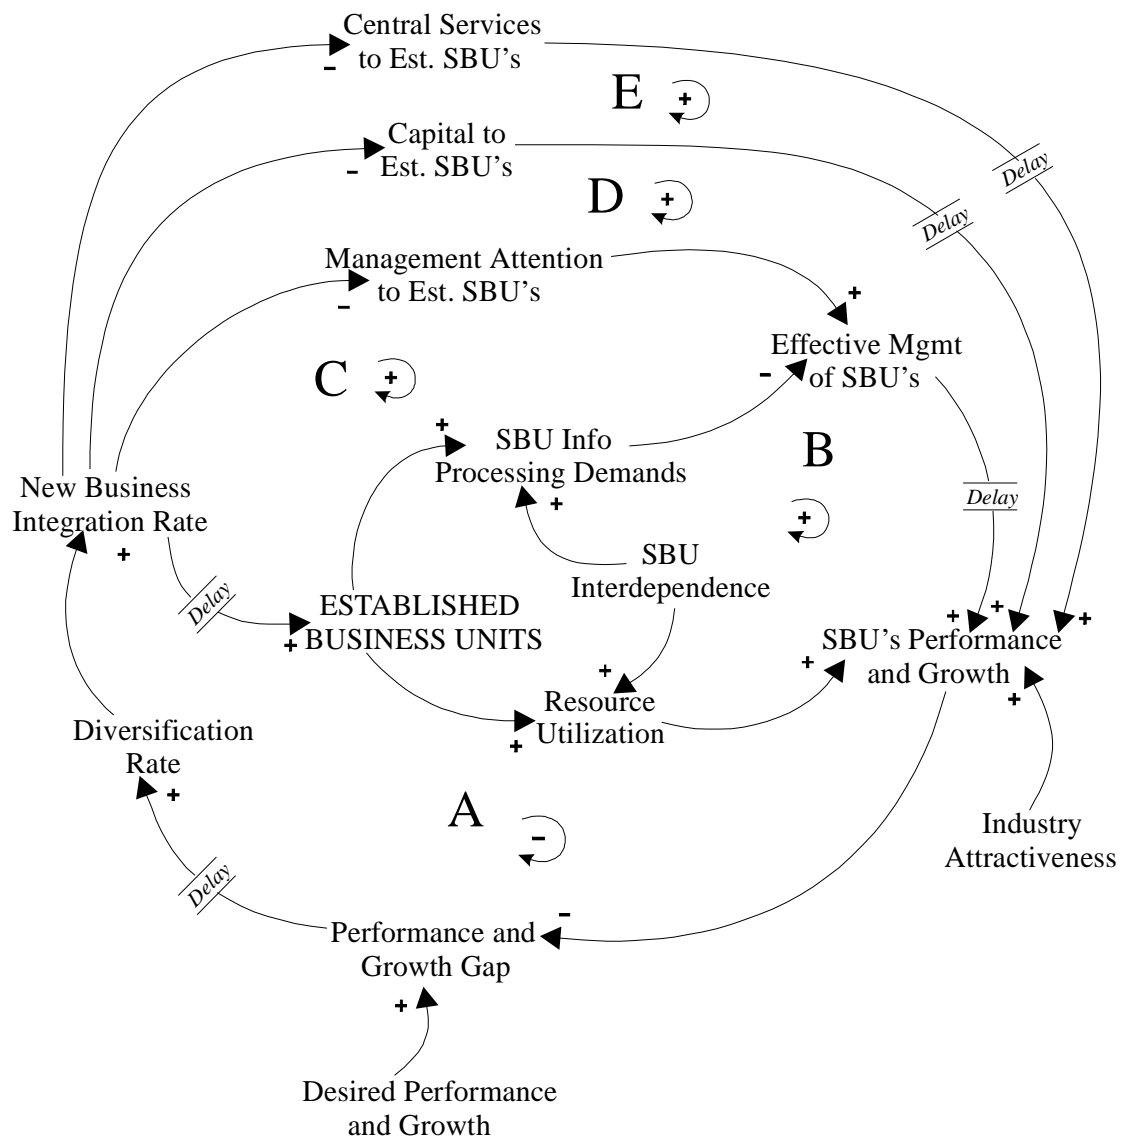 Central Services
to Est. SBU's
-
E
+
Capital to
Est. SBU's
-
Delay
D
+
Delay
Management Attention
to Est. SBU's
-
+
Effective Mgmt
of SBU's
-
C
+
+
SBU Info
Processing Demands
B
New Business
Integration Rate
+
Delay
+
+
SBU
Interdependence
Delay
ESTABLISHED
BUSINESS UNITS
+
+
+
+
SBU's Performance
and Growth
+
+
Resource
Utilization
+
+
Diversification
Rate
+
A
-
Industry
Attractiveness
Delay
-
Performance and
Growth Gap
+
Desired Performance
and Growth